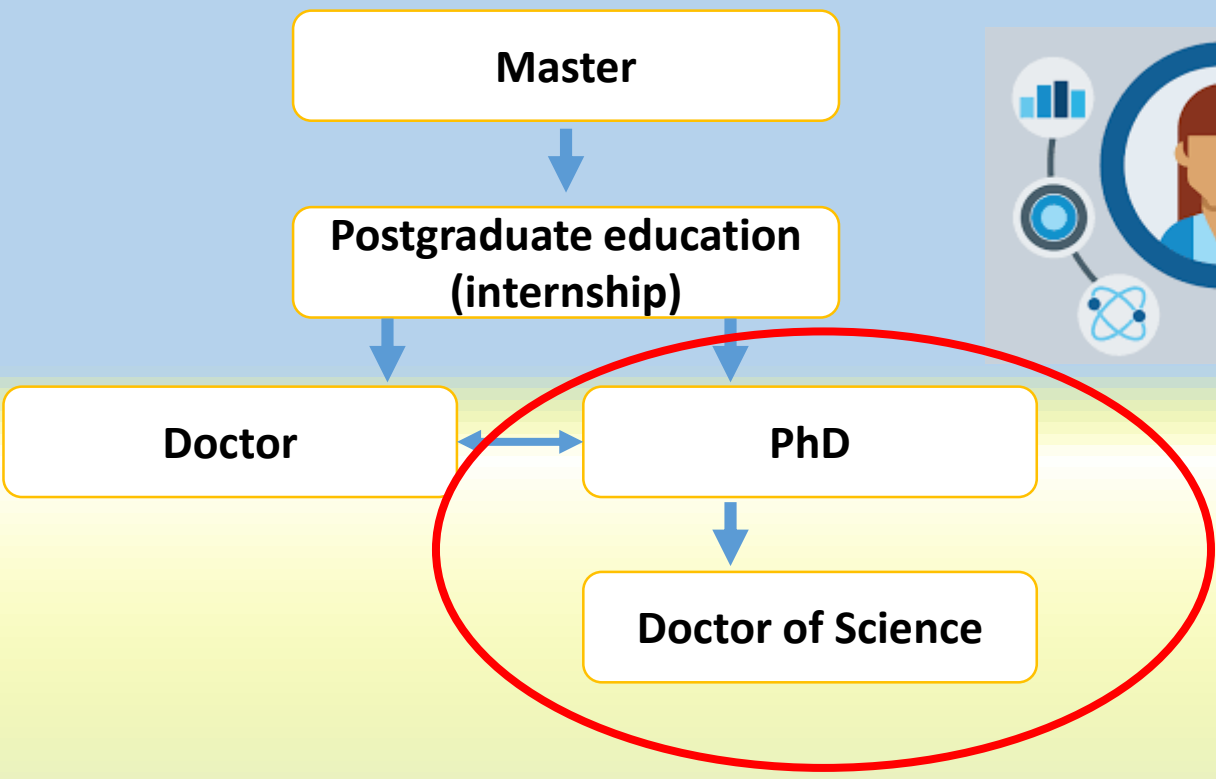 Master
Postgraduate education
(internship)
Doctor
PhD
Doctor of Science